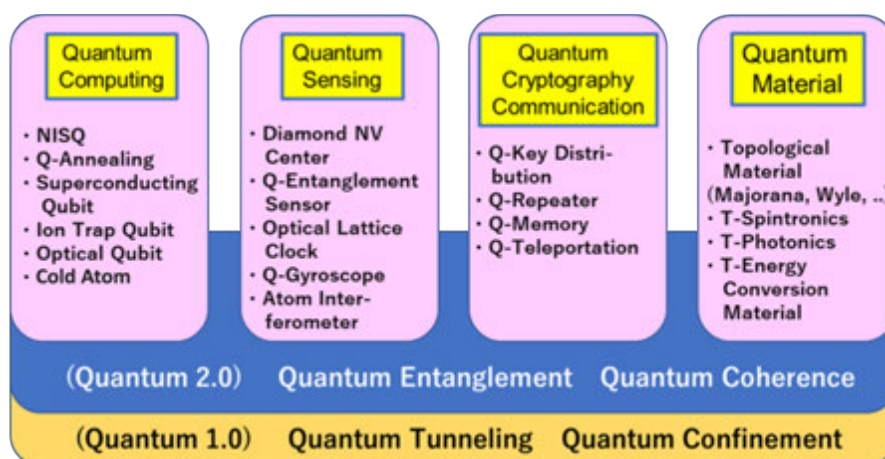 Quantum
Computing
· NISQ
· Q-Annealing
· Superconducting
Qubit
· Ion Trap Qubit
· Optical Qubit
· Cold Atom
Quantum
Sensing
· Diamond NV
Center
· Q-Entanglement
Sensor
· Optical Lattice
Clock
· Q-Gyroscope
· Atom Inter-
ferometer
Quantum
Cryptography
Communication
· Q-Key Distri-
bution
· Q-Repeater
· Q-Memory
· Q-Teleportation
Quantum
Material
· Topological
Material
(Majorana, Wyle, ..)
· T-Spintronics
· T-Photonics
· T-Energy
Conversion
Material
(Quantum 2.0) Quantum Entanglement Quantum Coherence
(Quantum 1.0) Quantum Tunneling Quantum Confinement